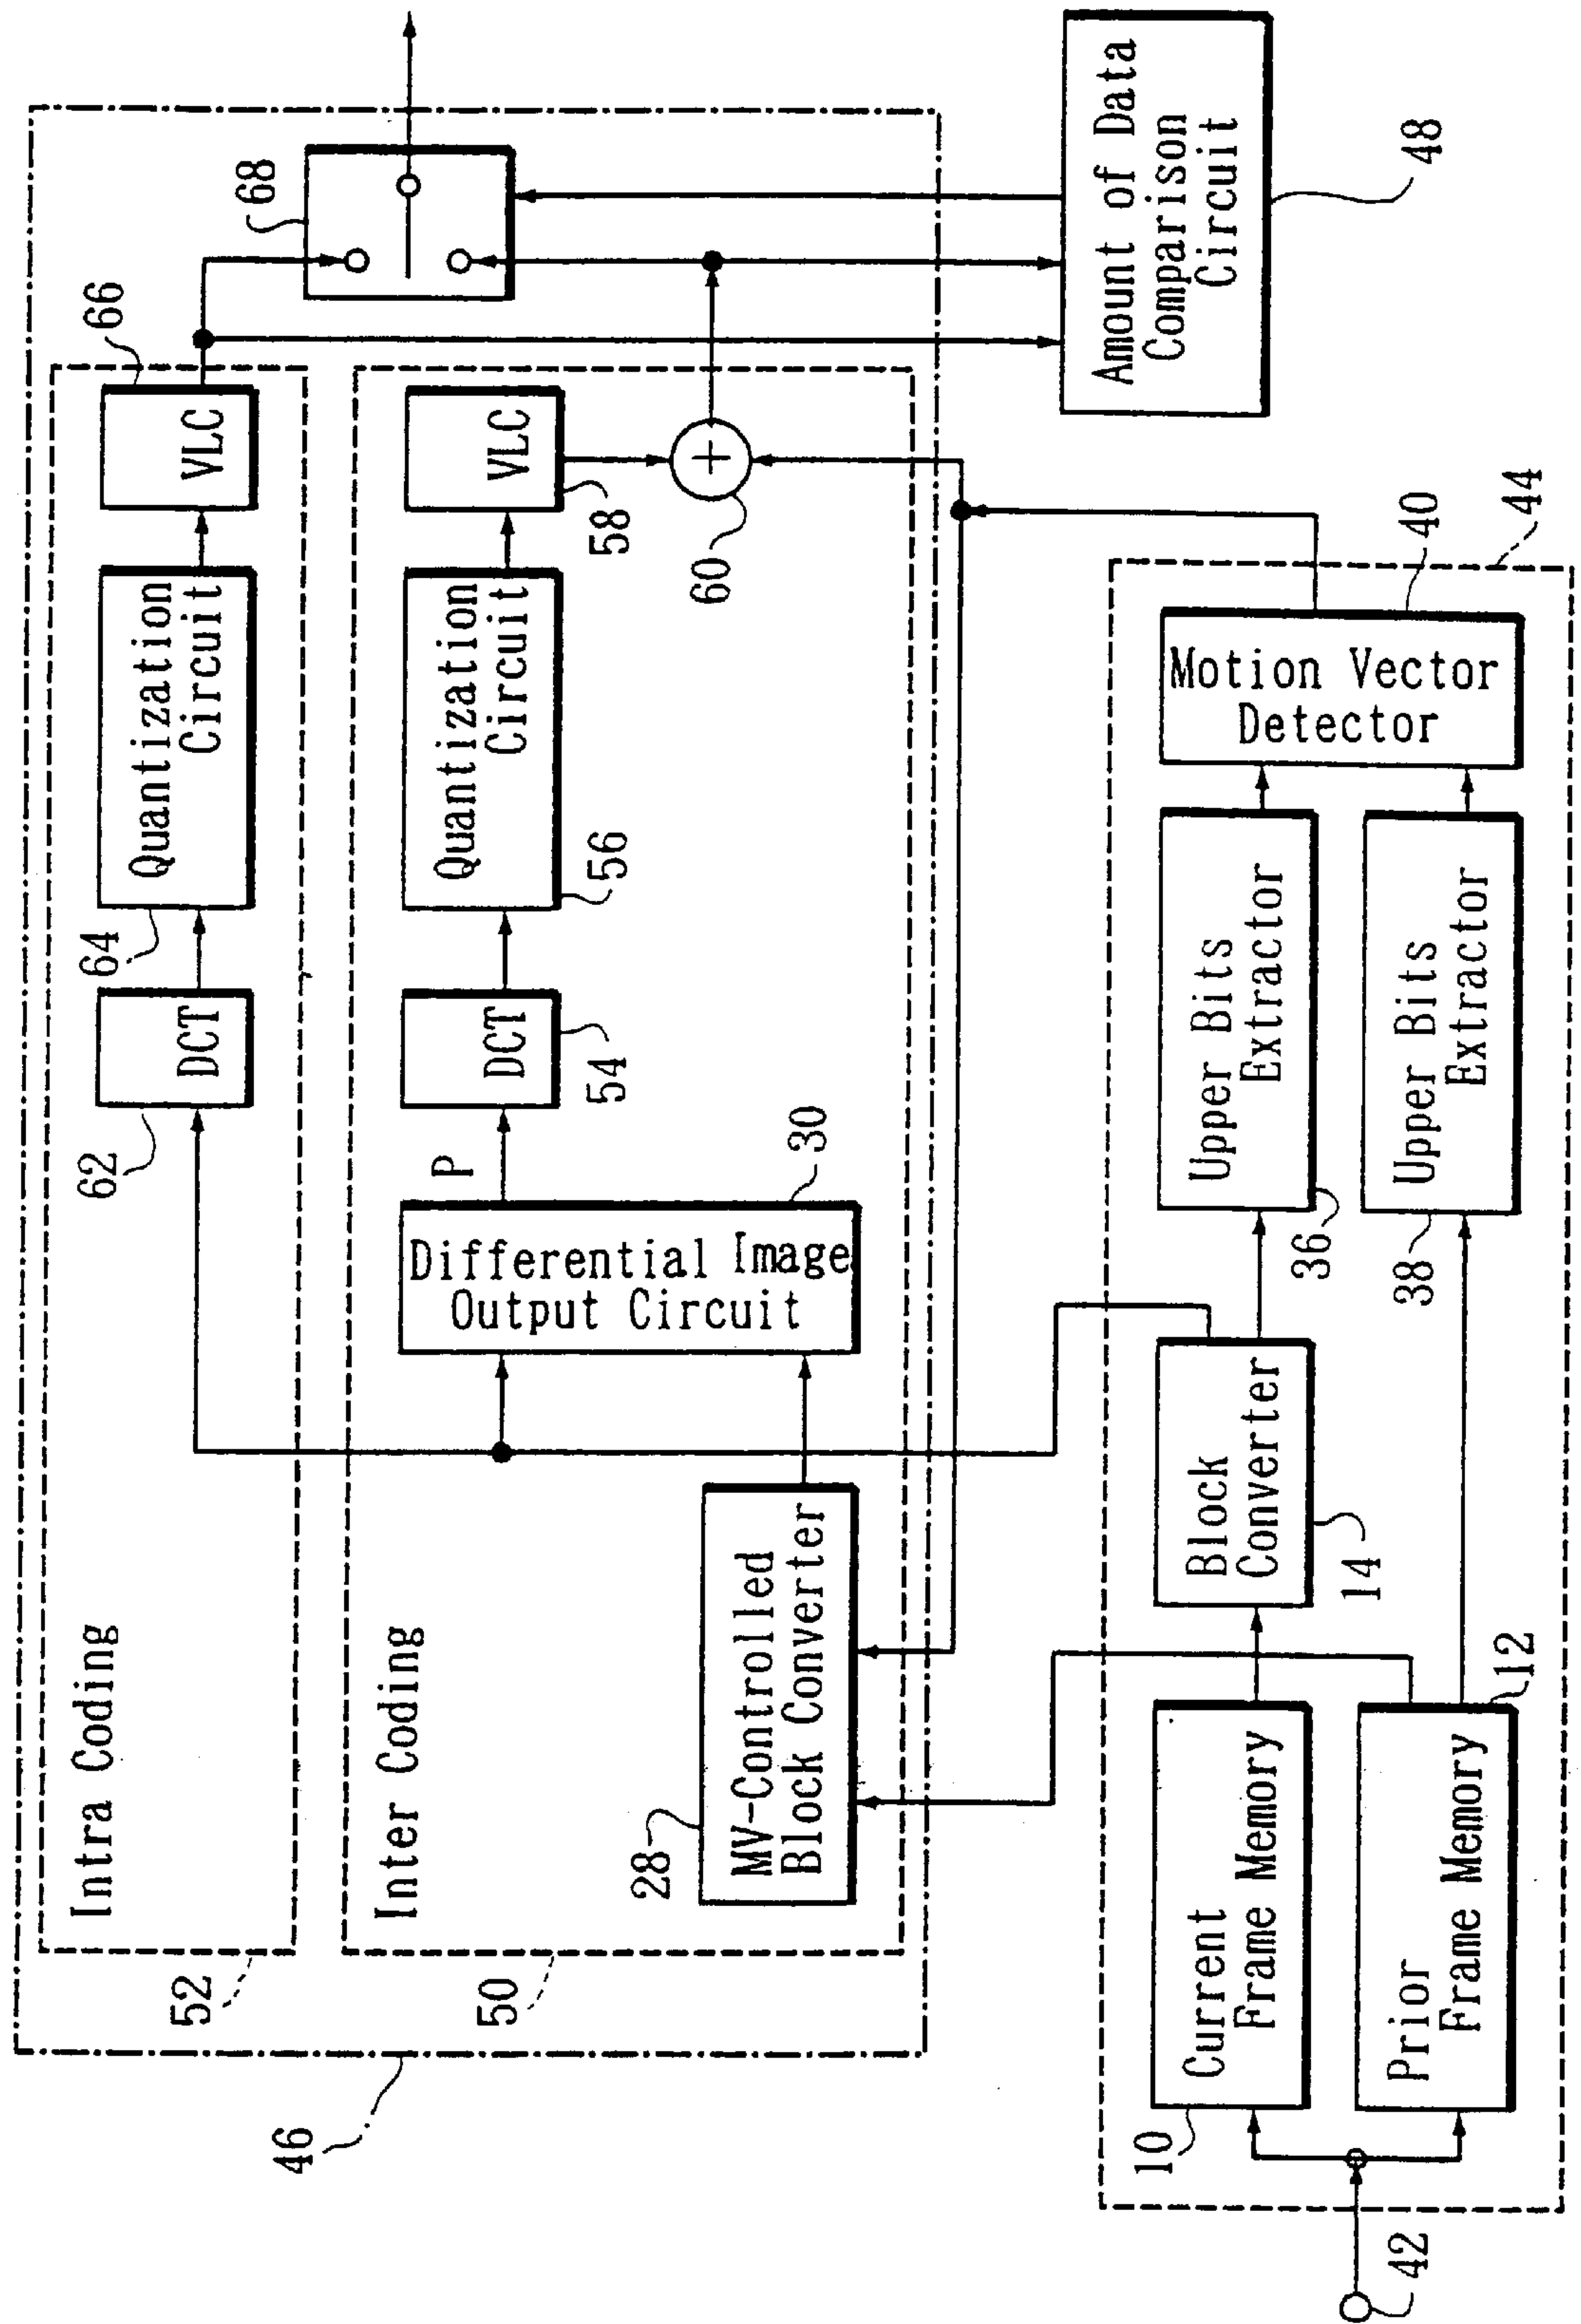 46
52
Intra Coding
62
DCT
64
Quantization
Circuit
VLC
66
68
50
Inter Coding
28
MV-Controlled
Block Converter
Differential Image
Output Circuit
30
P
DCT
54
Quantization
Circuit
56
VLC
58
60
Amount of Data
Comparison
Circuit
48
42
10
Current
Frame Memory
Prior
Frame Memory
12
Block
Converter
14
Upper Bits
Extractor
36
Upper Bits
Extractor
38
Motion Vector
Detector
40
44